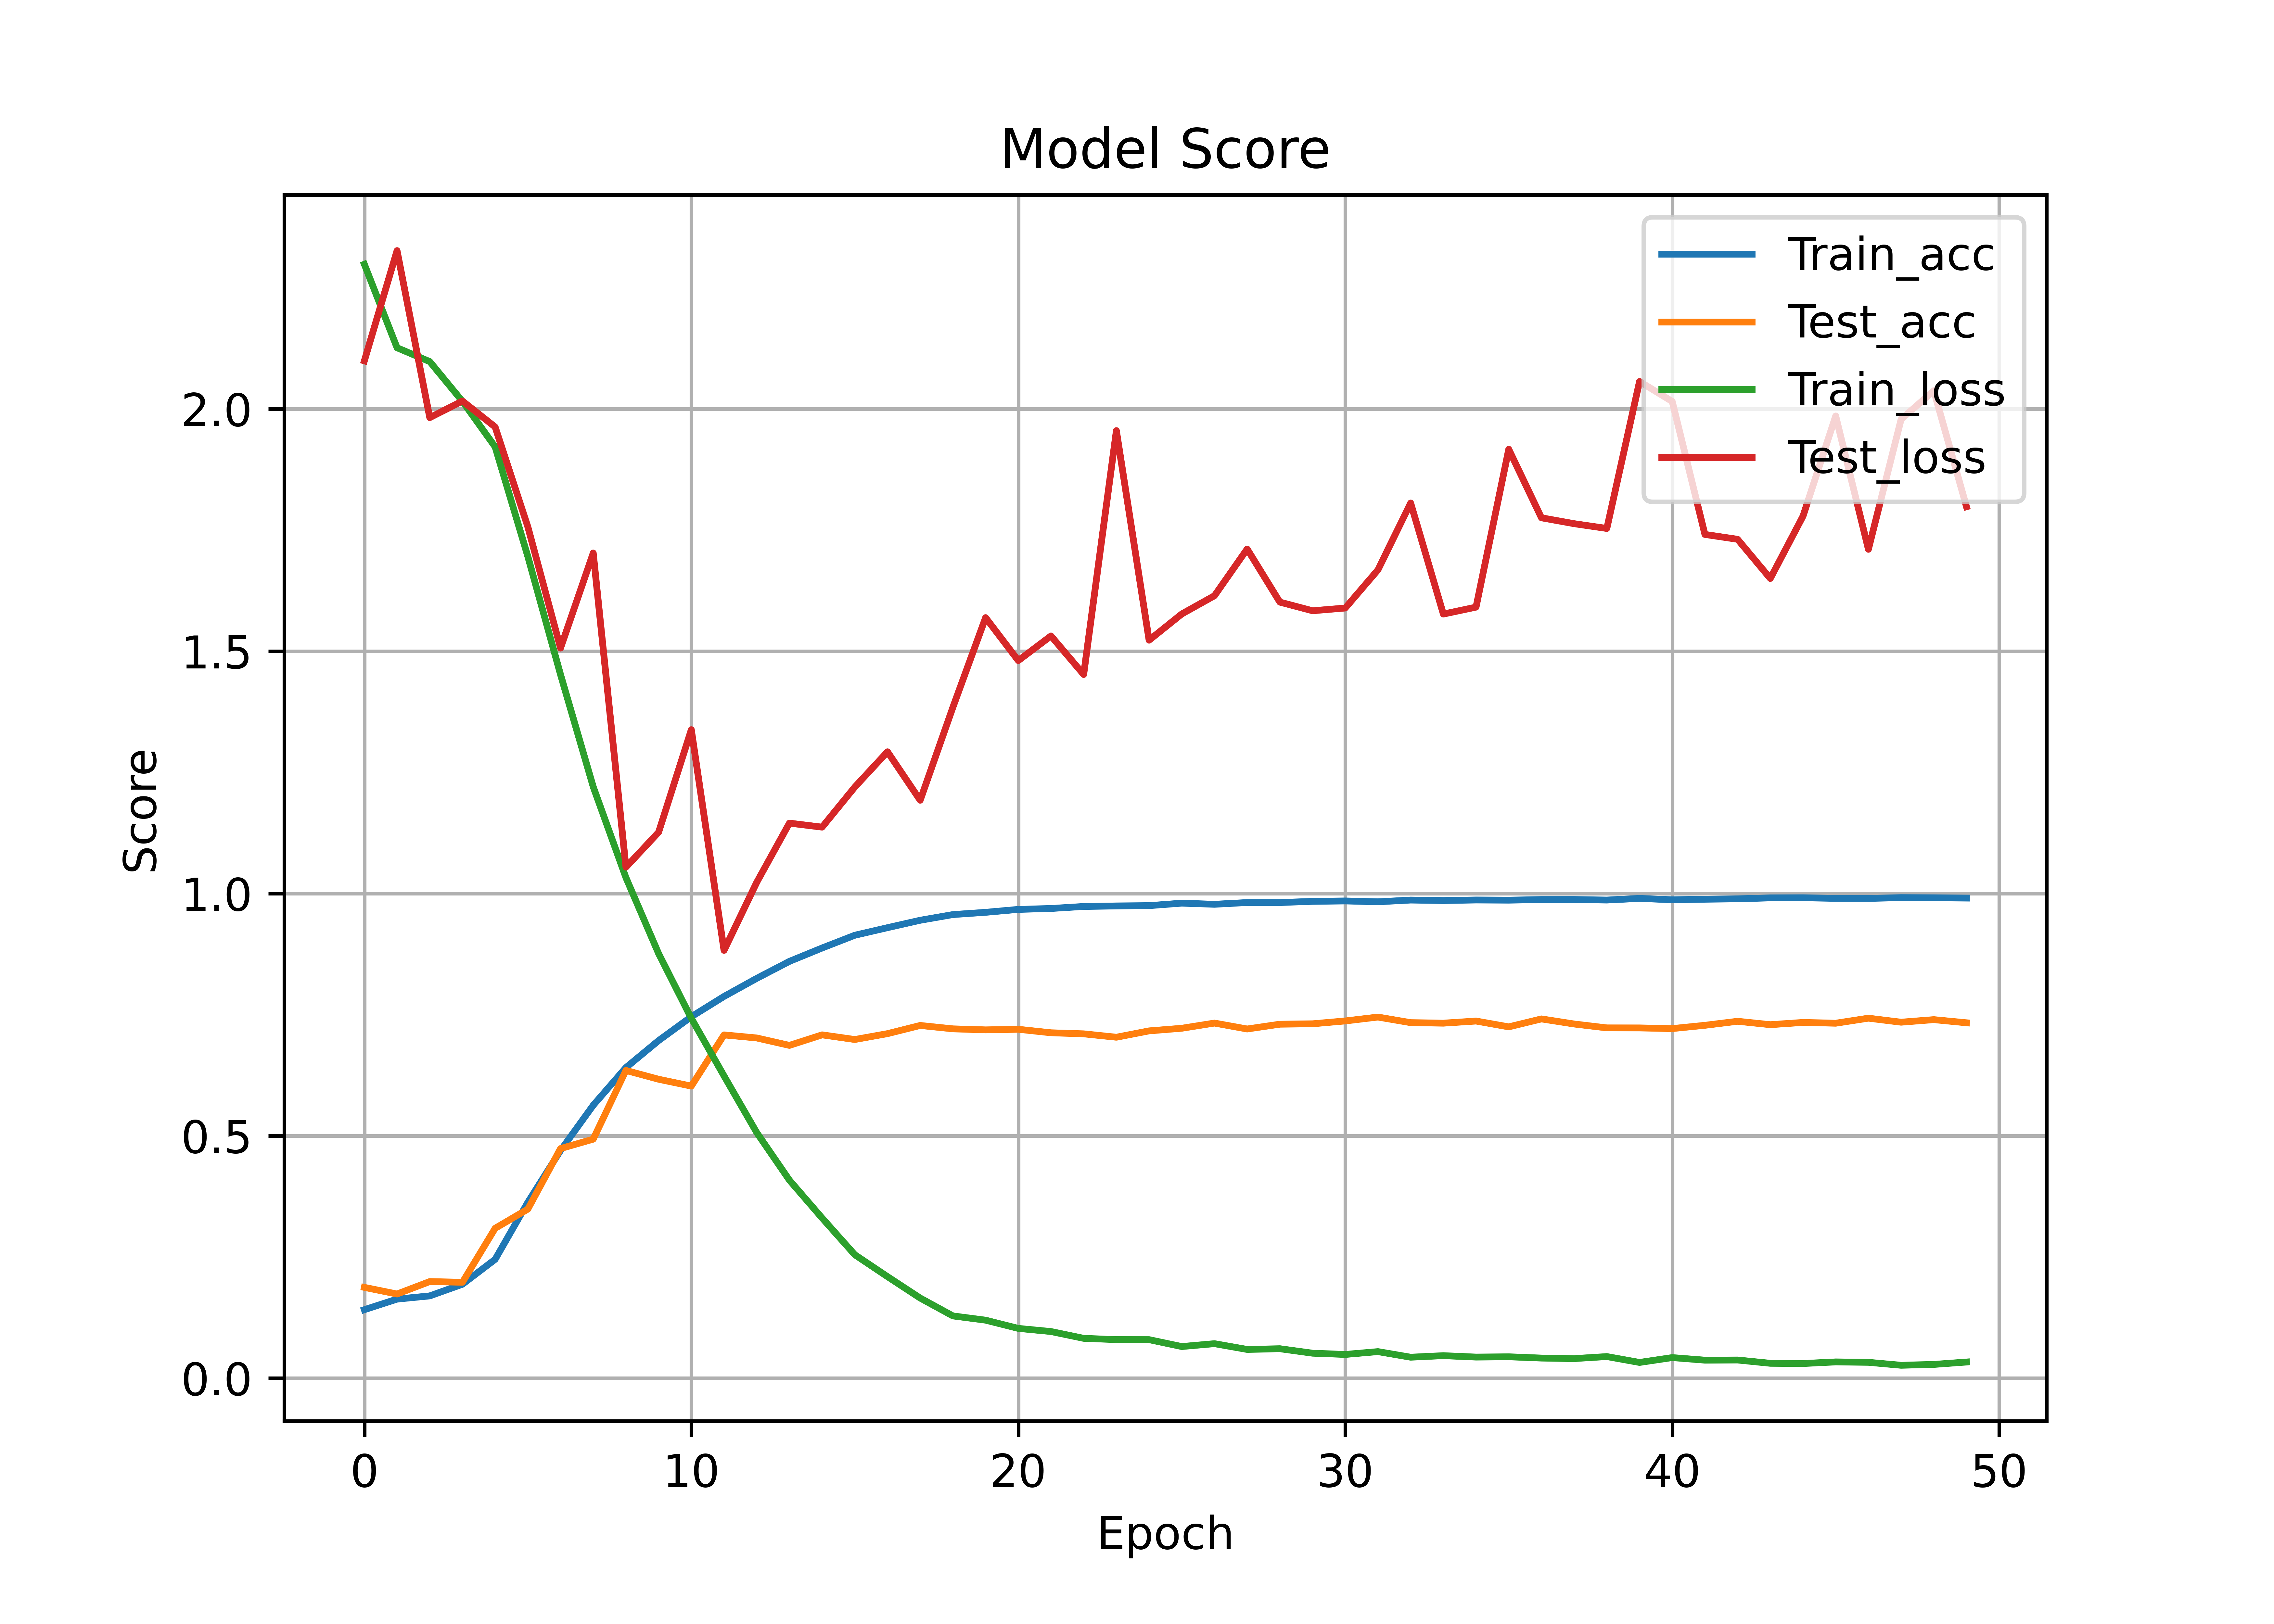 Model Score
Train_acc
Test_acc
Train_loss
Test_loss
2.0
1.5
1.0
0.5
0.0
Score
0 10 20 30 40 50
Epoch